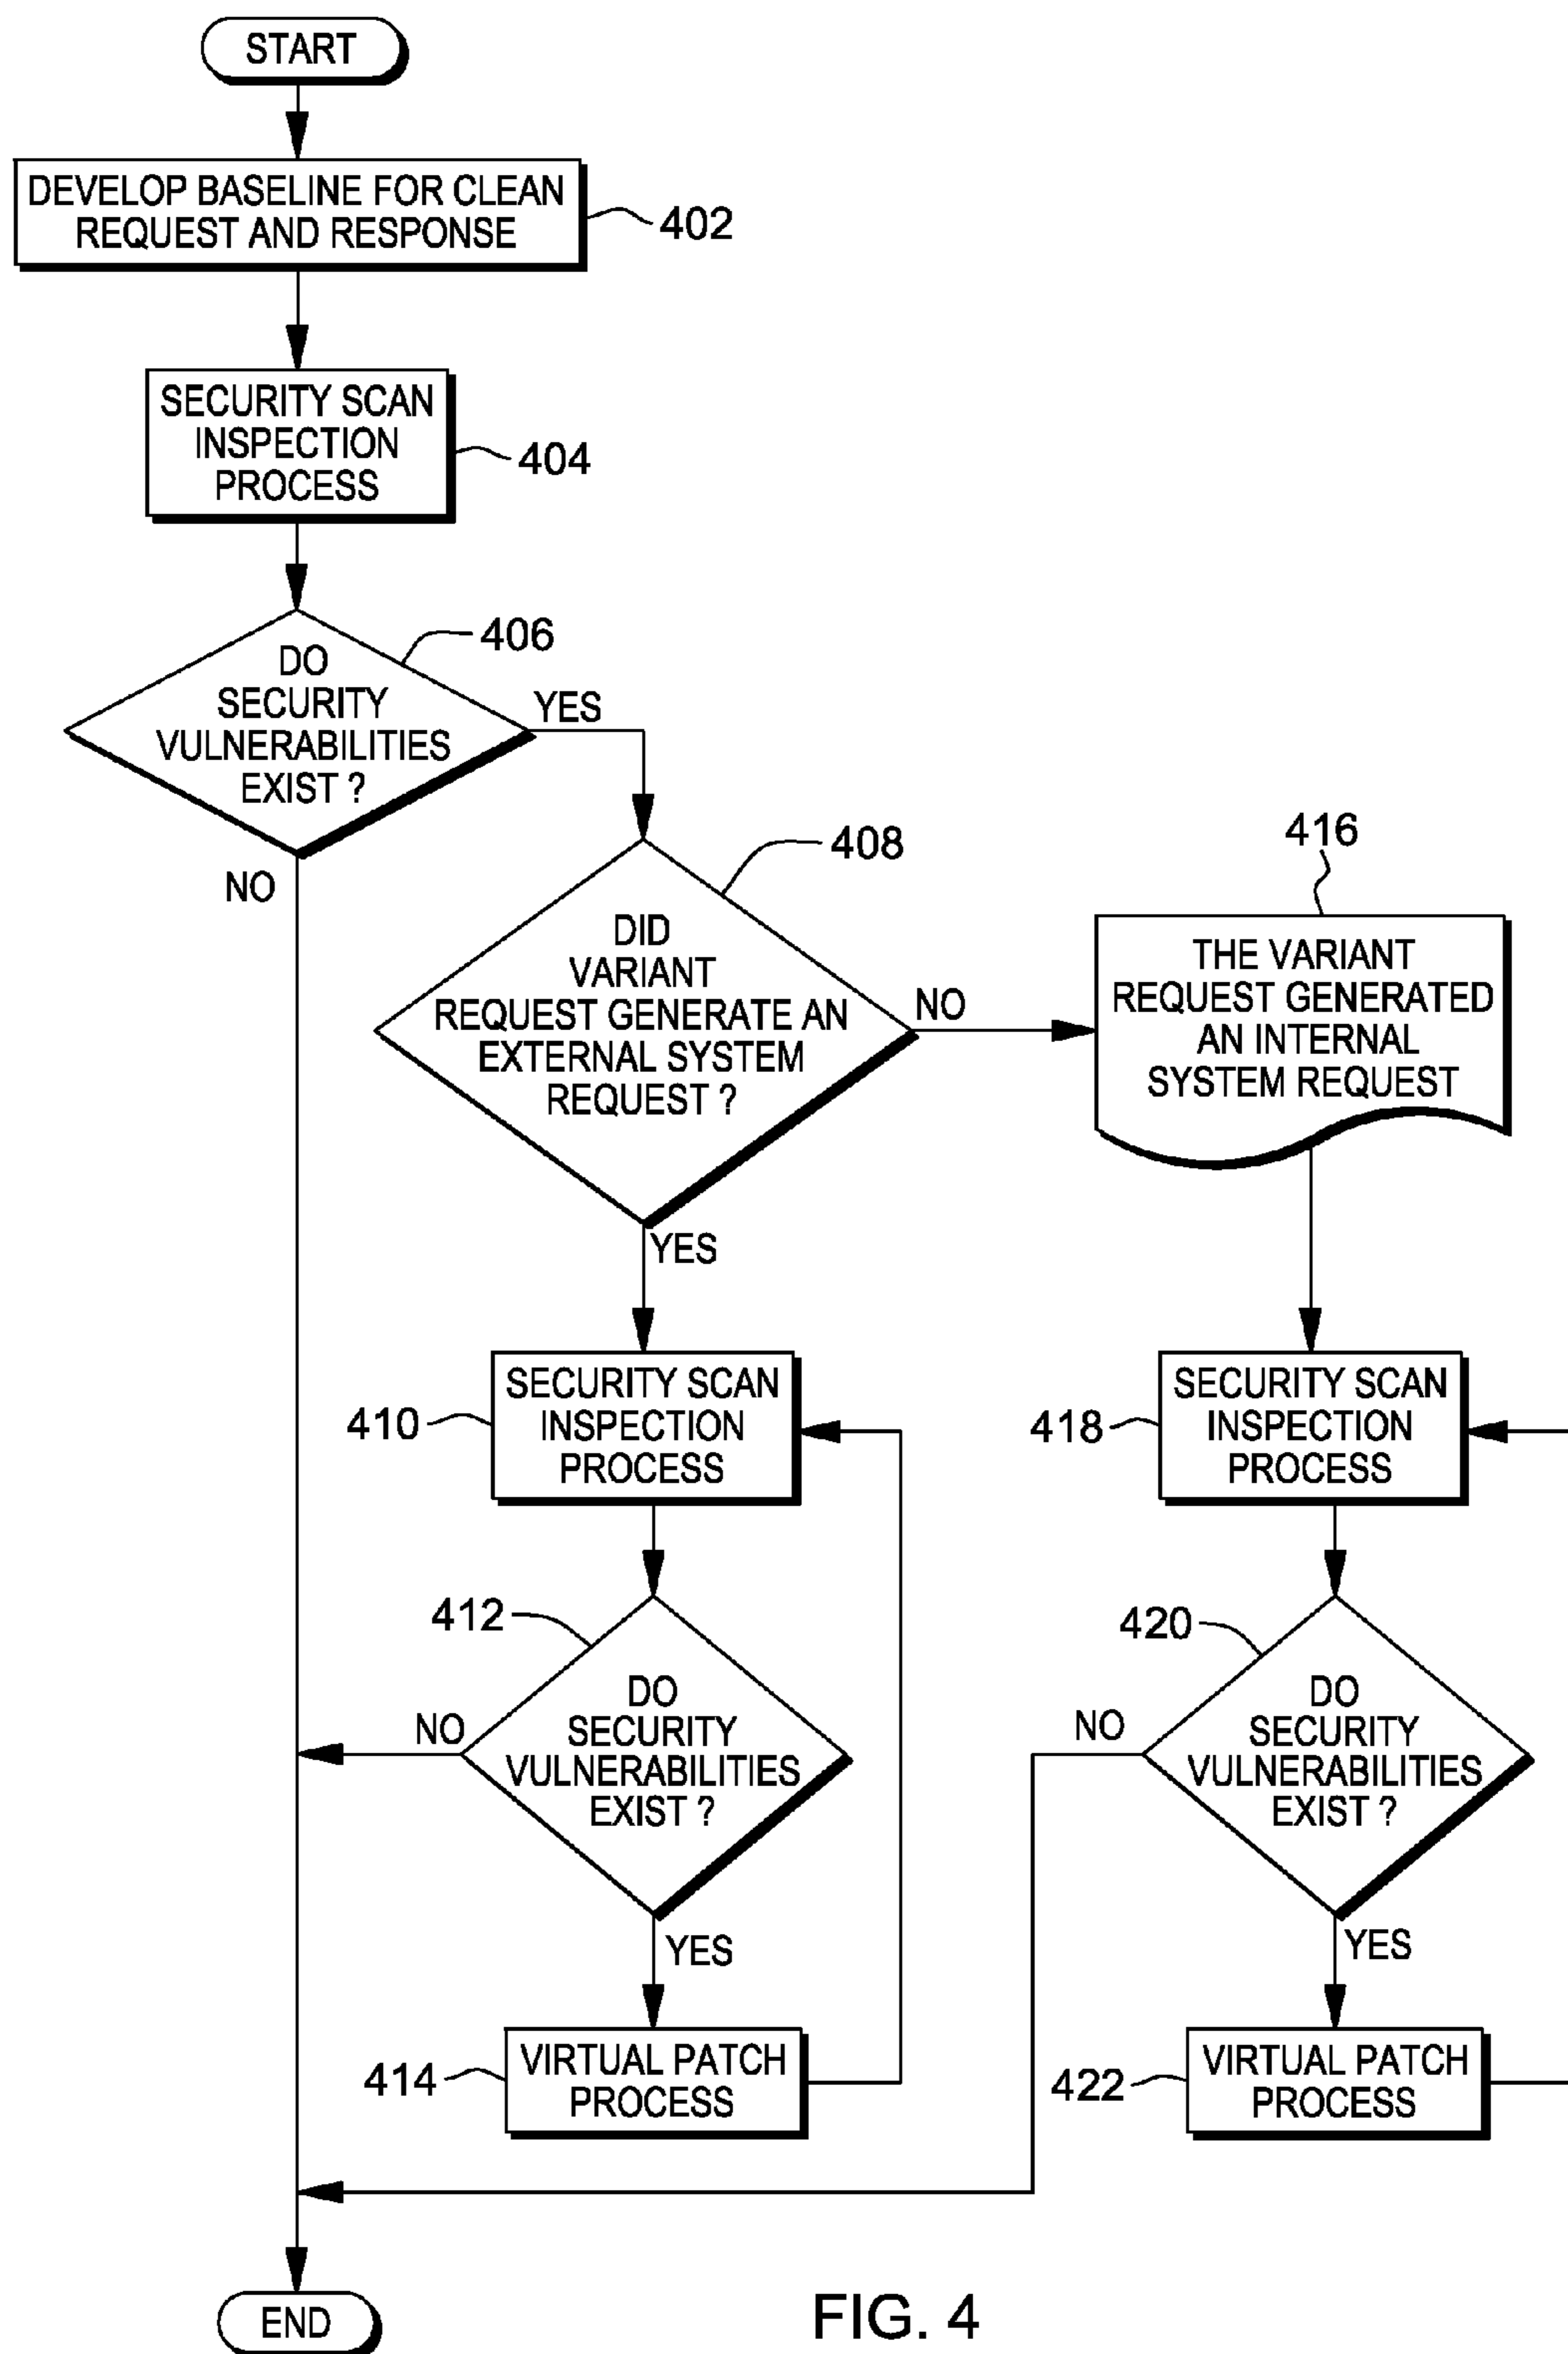 START
DEVELOP BASELINE FOR CLEAN
REQUEST AND RESPONSE
402
SECURITY SCAN
INSPECTION
PROCESS
404
406
DO
SECURITY
VULNERABILITIES
EXIST ?
YES
NO
408
DID
VARIANT
REQUEST GENERATE AN
EXTERNAL SYSTEM
REQUEST ?
NO
YES
416
THE VARIANT
REQUEST GENERATED
AN INTERNAL
SYSTEM REQUEST
410
SECURITY SCAN
INSPECTION
PROCESS
412
DO
SECURITY
VULNERABILITIES
EXIST ?
NO
YES
414
VIRTUAL PATCH
PROCESS
418
SECURITY SCAN
INSPECTION
PROCESS
420
DO
SECURITY
VULNERABILITIES
EXIST ?
NO
YES
422
VIRTUAL PATCH
PROCESS
END
FIG. 4